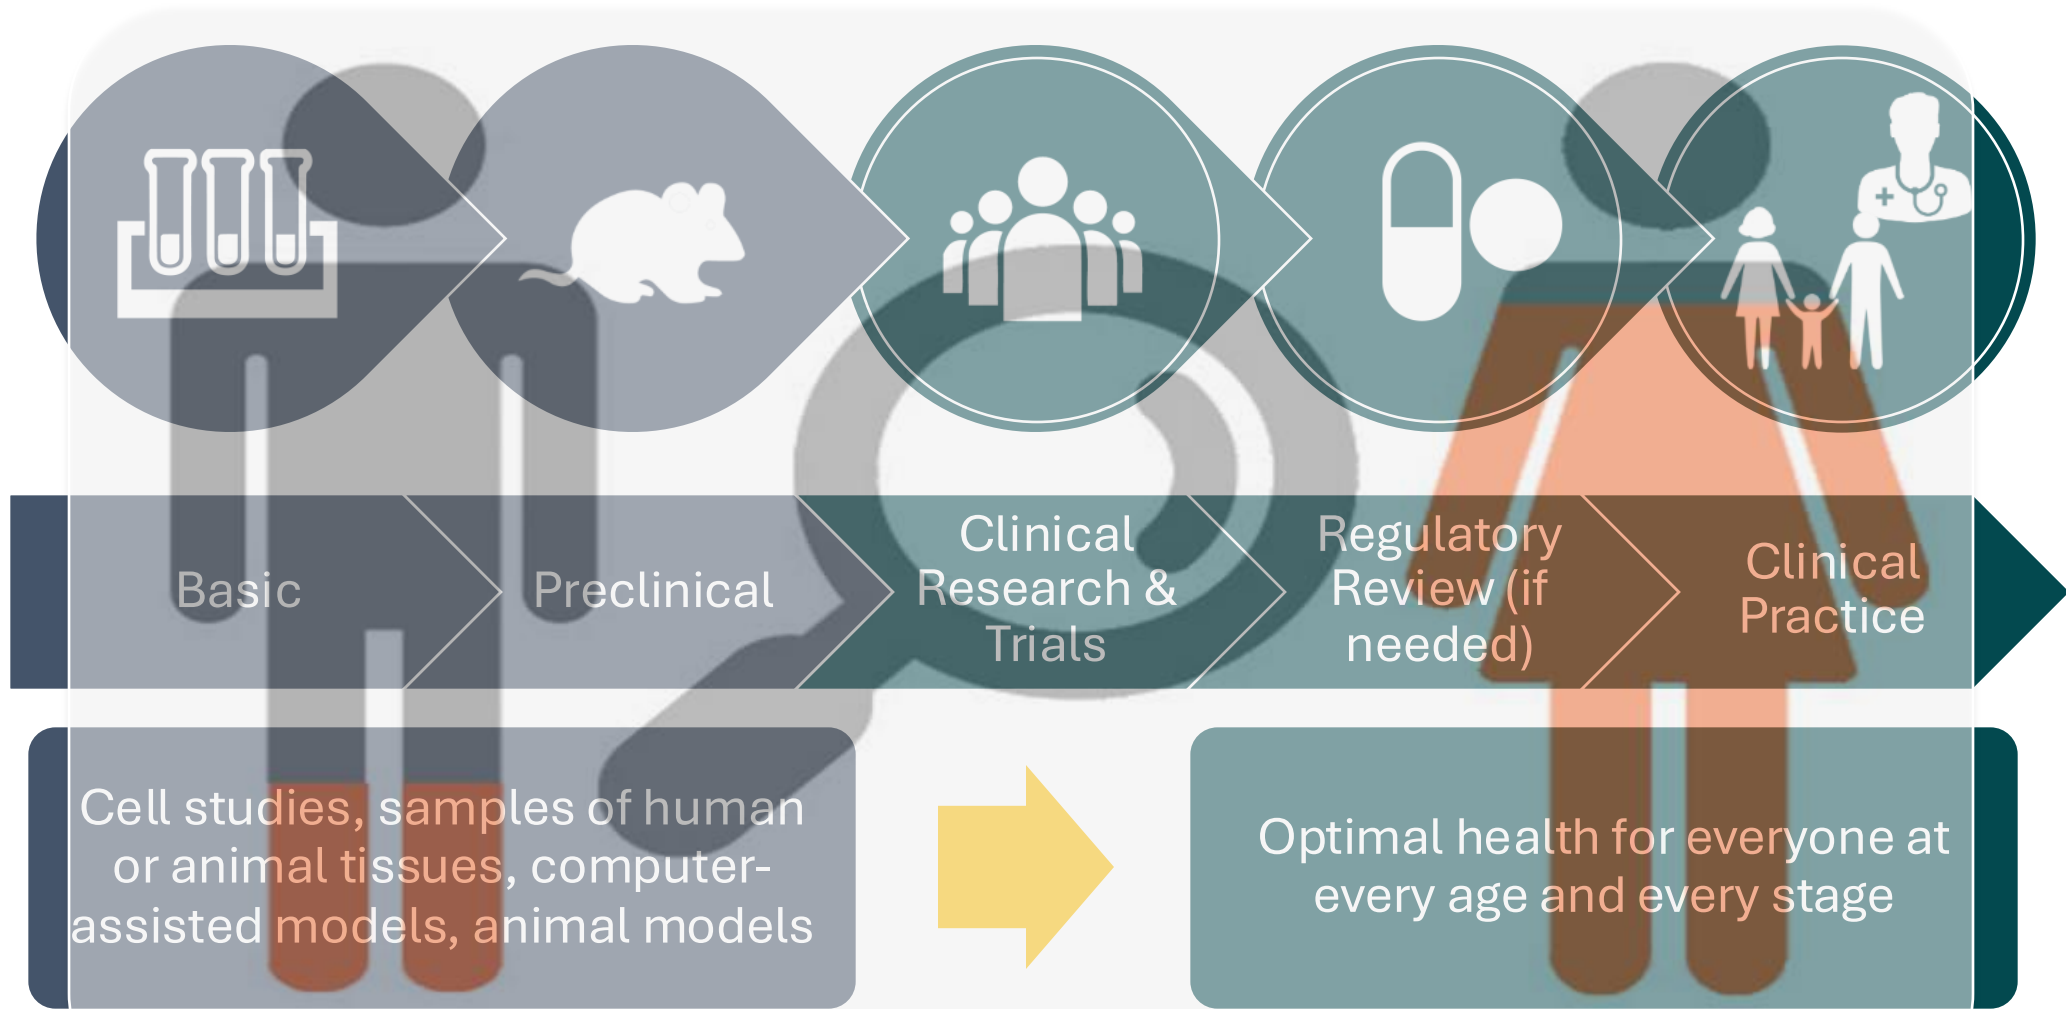 Basic
Preclinical
Clinical
Research &
Trials
Regulatory
Review (if
needed)
Clinical
Practice
Cell studies, samples of human
or animal tissues, computer-
assisted models, animal models
Optimal health for everyone at
every age and every stage